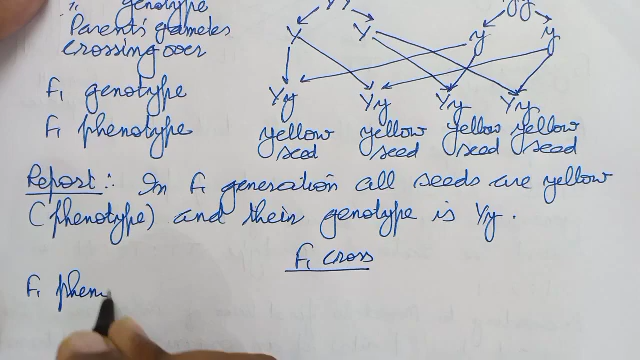 " genotype YY yy
Parents gametes Y Y y y
crossing over
F₁ genotype Yy Yy Yy Yy
F₁ phenotype yellow seed yellow seed yellow seed yellow seed
Report:- In F₁ generation all seeds are yellow
(phenotype) and their genotype is Yy.
F₁ cross
F₁ phen